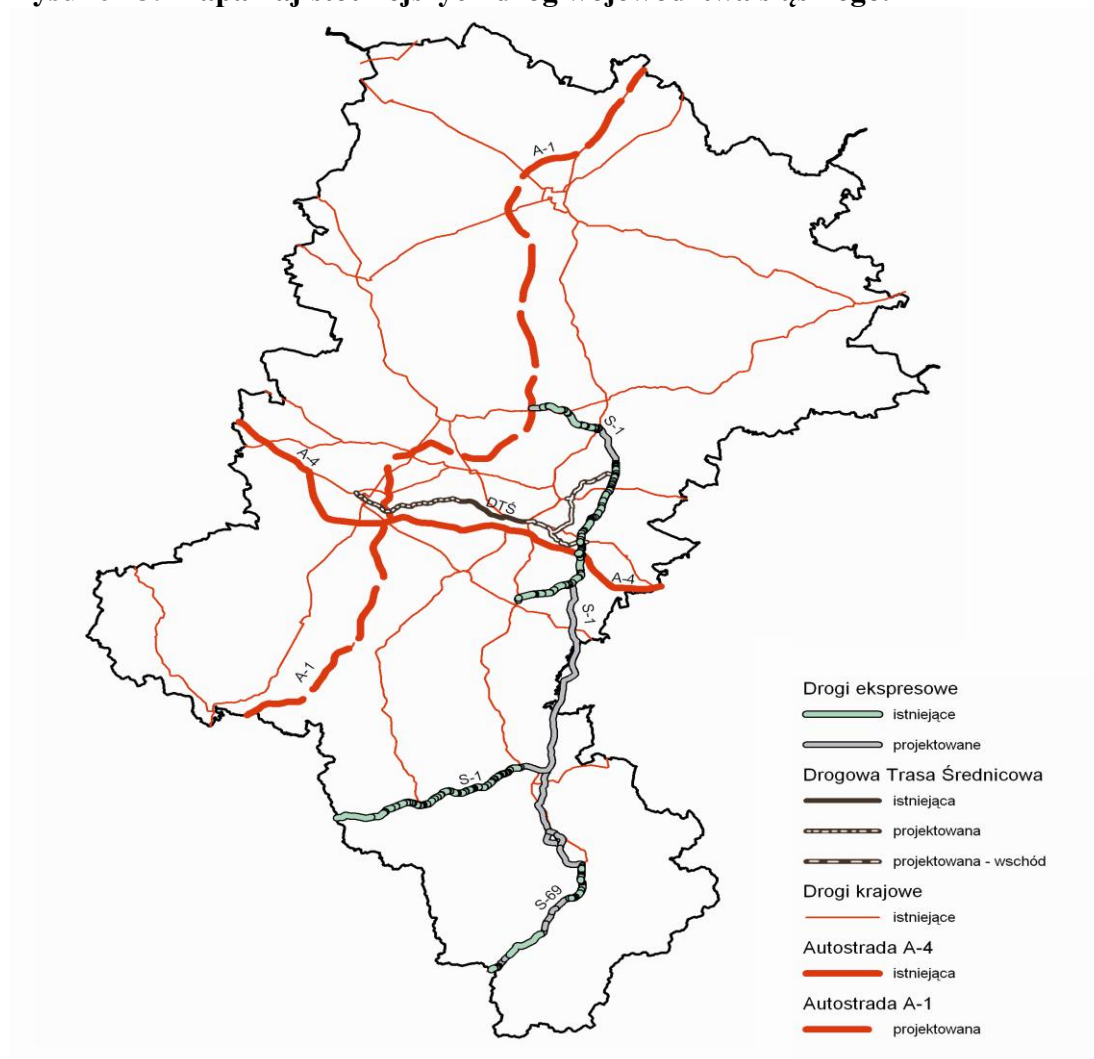 A-1
S-1
A-4
DTŚ
A-4
S-1
A-1
S-1
S-69
Drogi ekspresowe
istniejące
projektowane
Drogowa Trasa Średnicowa
istniejąca
projektowana
projektowana - wschód
Drogi krajowe
istniejące
Autostrada A-4
istniejąca
Autostrada A-1
projektowana